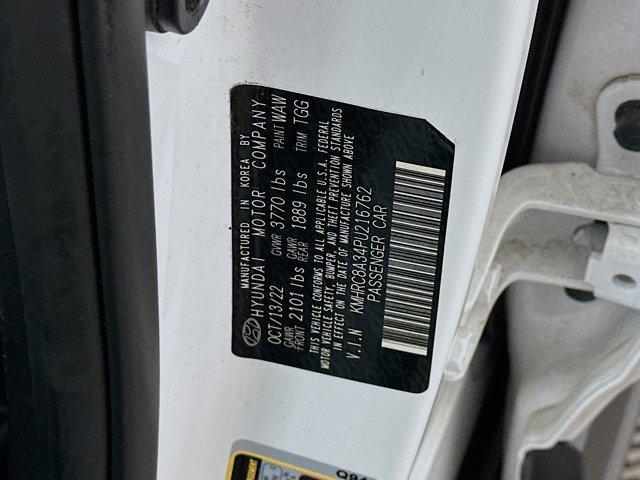 MANUFACTURED IN KOREA BY
HYUNDAI MOTOR COMPANY
OCT/13/22 GVWR 3770 lbs PAINT WAW
GAWR FRONT 2101 lbs GAWR REAR 1889 lbs TRIM TGG
THIS VEHICLE CONFORMS TO ALL APPLICABLE U.S.A. FEDERAL
MOTOR VEHICLE SAFETY, BUMPER, AND THEFT PREVENTION STANDARDS
IN EFFECT ON THE DATE OF MANUFACTURE SHOWN ABOVE
V.I.N KMHRC8A34PU216762
PASSENGER CAR